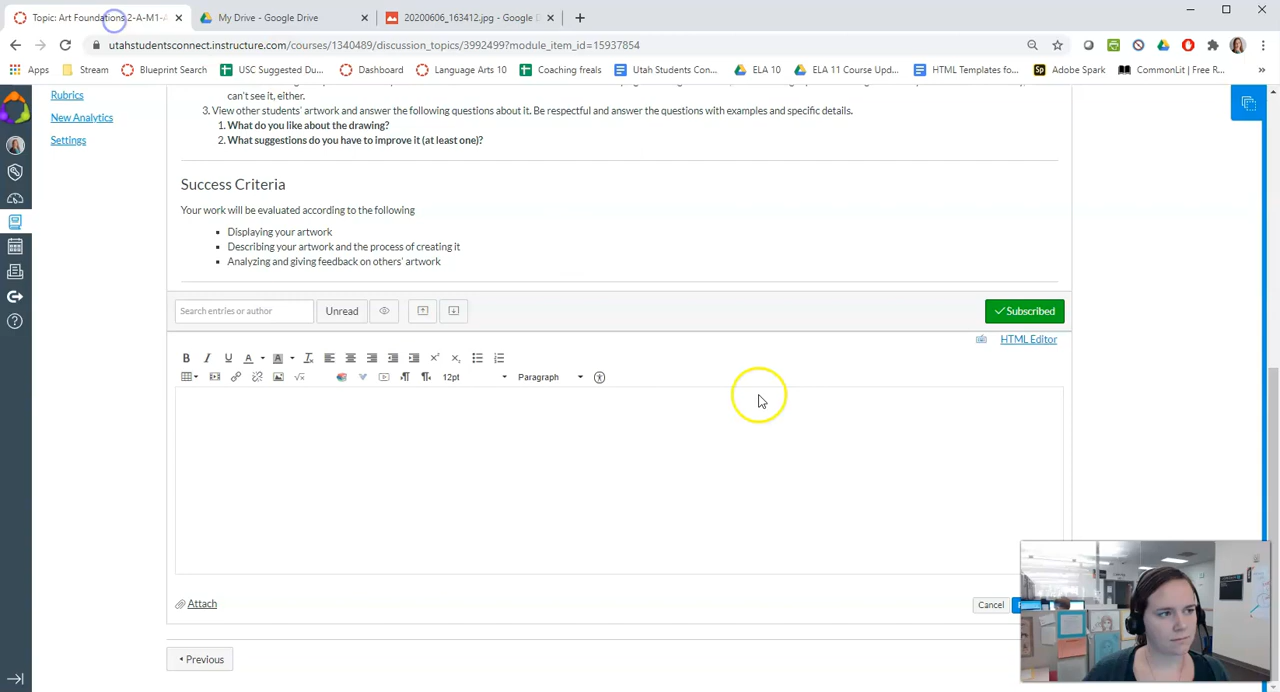 Topic: Art Foundations 2-A-M1-A
My Drive - Google Drive
20200606_163412.jpg - Google D
utahstudentsconnect.instructure.com/courses/1340489/discussion_topics/3992499?module_item_id=15937854
Apps
Stream
Blueprint Search
USC Suggested Du...
Dashboard
Language Arts 10
Coaching freals
Utah Students Con...
ELA 10
ELA 11 Course Upd...
HTML Templates fo...
Adobe Spark
CommonLit | Free R...
Rubrics
New Analytics
Settings
can't see it, either.
3. View other students' artwork and answer the following questions about it. Be respectful and answer the questions with examples and specific details.
1. What do you like about the drawing?
2. What suggestions do you have to improve it (at least one)?
Success Criteria
Your work will be evaluated according to the following
Displaying your artwork
Describing your artwork and the process of creating it
Analyzing and giving feedback on others' artwork
Search entries or author
Unread
Subscribed
HTML Editor
12pt
Paragraph
Attach
Cancel
Previous